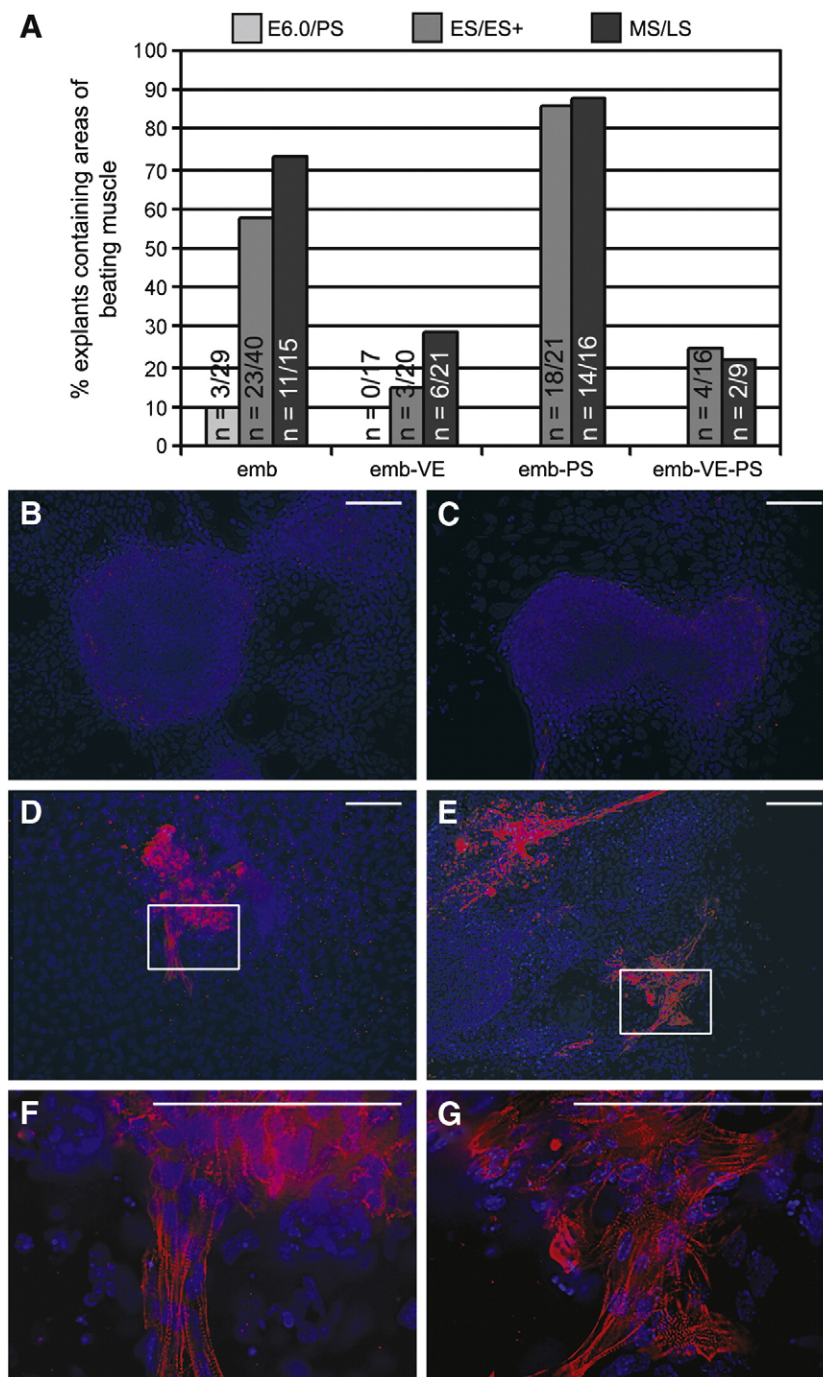 A
E6.0/PS ES/ES+ MS/LS
% explants containing areas of
beating muscle
100
90
80
70
60
50
40
30
20
10
0
n = 3/29
n = 23/40
n = 11/15
n = 0/17
n = 3/20
n = 6/21
n = 18/21
n = 14/16
n = 4/16
n = 2/9
emb emb-VE emb-PS emb-VE-PS
B
C
D
E
F
G